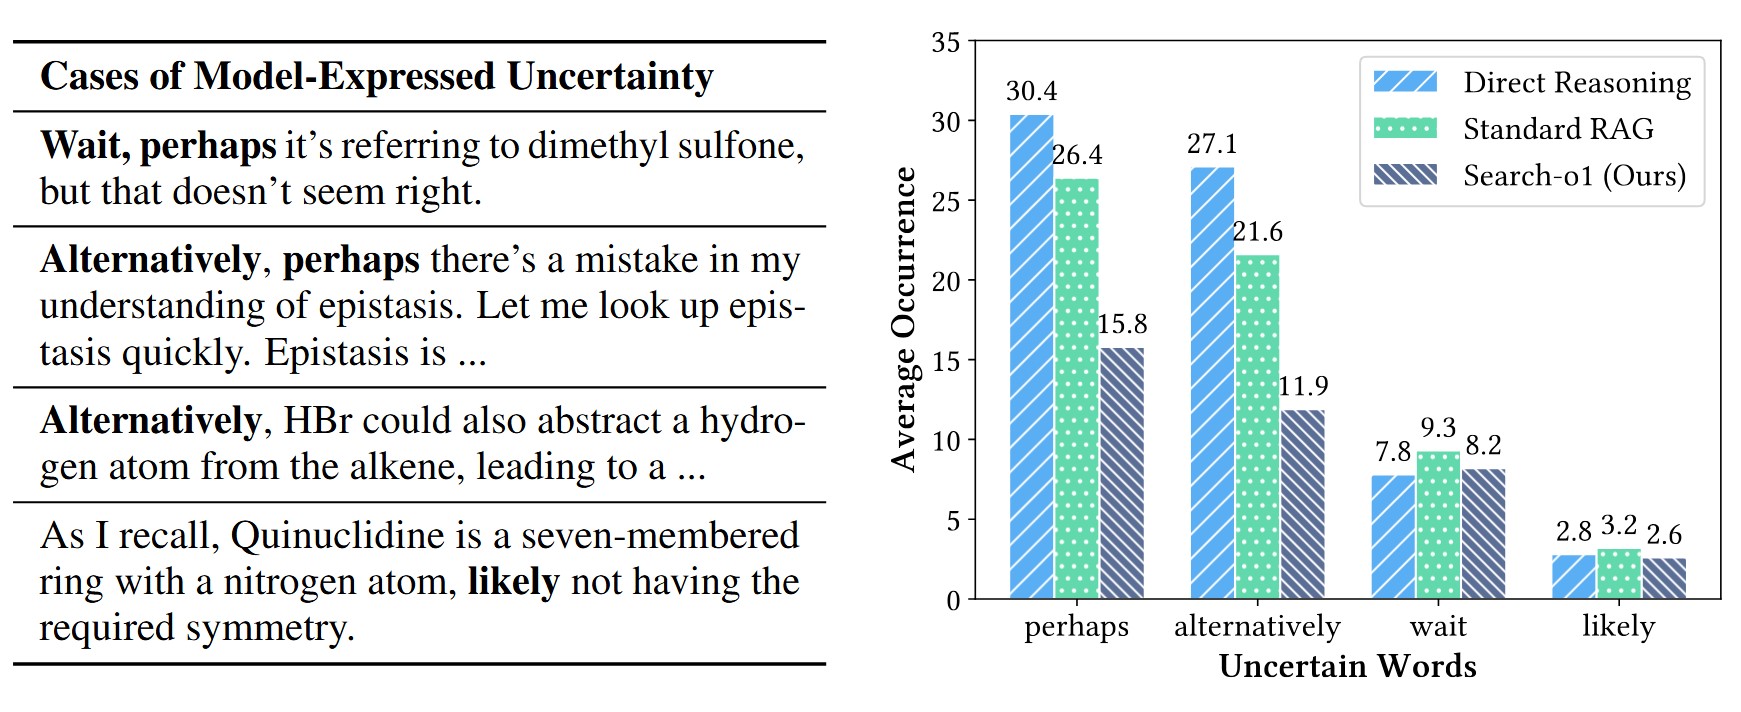 Cases of Model-Expressed Uncertainty
Wait, perhaps it's referring to dimethyl sulfone,
but that doesn't seem right.
Alternatively, perhaps there's a mistake in my
understanding of epistasis. Let me look up epis-
tasis quickly. Epistasis is ...
Alternatively, HBr could also abstract a hydro-
gen atom from the alkene, leading to a ...
As I recall, Quinuclidine is a seven-membered
ring with a nitrogen atom, likely not having the
required symmetry.
Average Occurrence
35
30
25
20
15
10
5
0
30.4
26.4
15.8
27.1
21.6
11.9
7.8
9.3
8.2
2.8
3.2
2.6
Direct Reasoning
Standard RAG
Search-o1 (Ours)
perhaps
alternatively
wait
likely
Uncertain Words